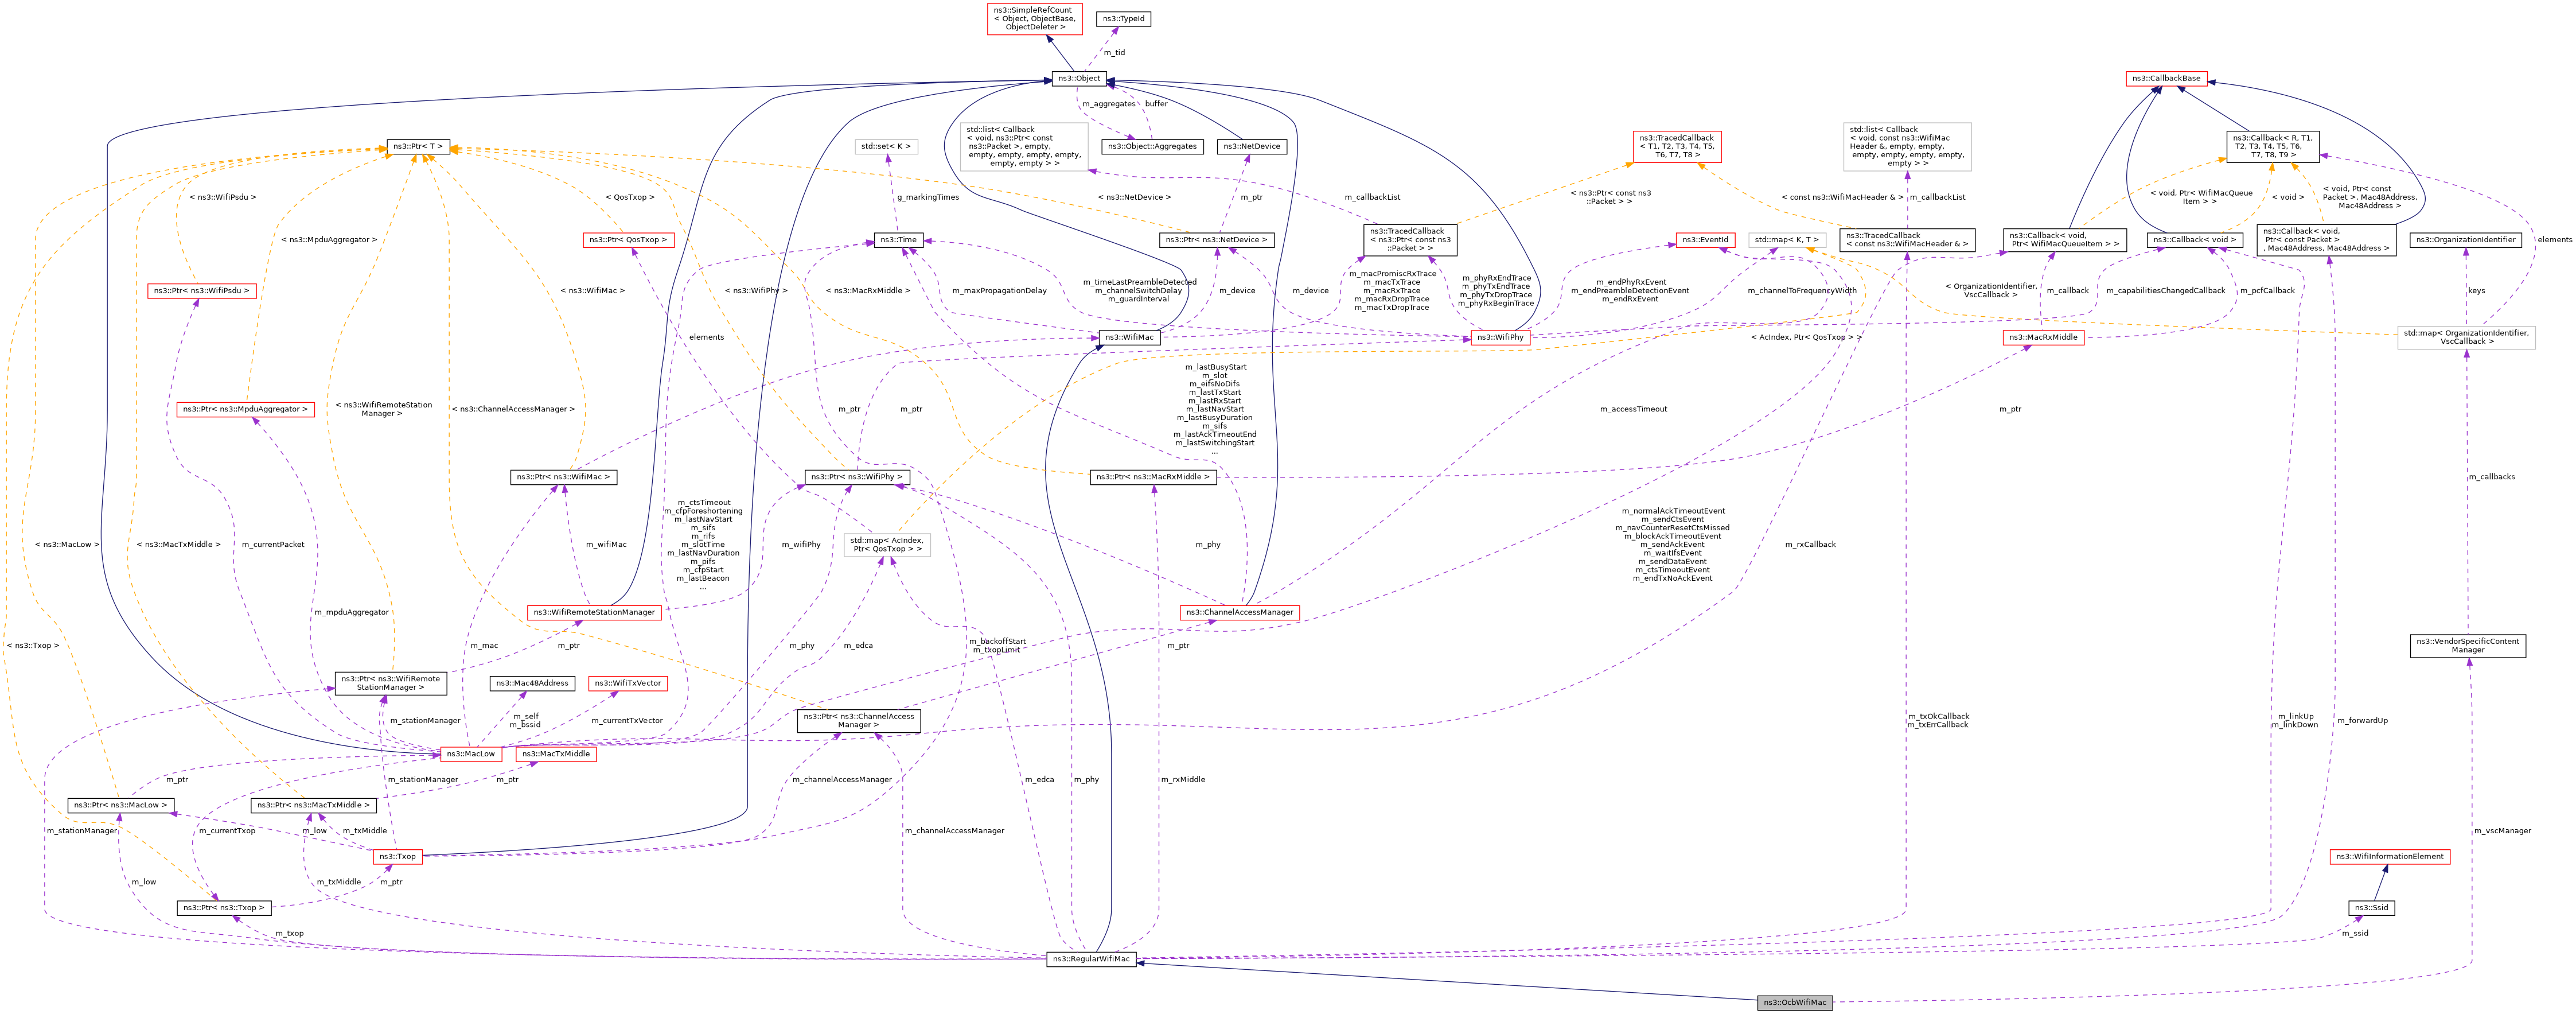 ns3::SimpleRefCount
< Object, ObjectBase,
ObjectDeleter >
ns3::TypeId
m_tid
ns3::Object
ns3::CallbackBase
m_aggregates
buffer
ns3::Ptr< T >
std::set< K >
std::list< Callback
< void, ns3::Ptr< const
ns3::Packet >, empty,
empty, empty, empty, empty,
empty, empty > >
ns3::Object::Aggregates
ns3::NetDevice
ns3::TracedCallback
< T1, T2, T3, T4, T5,
T6, T7, T8 >
std::list< Callback
< void, const ns3::WifiMac
Header &, empty, empty,
empty, empty, empty, empty,
empty > >
ns3::Callback< R, T1,
T2, T3, T4, T5, T6,
T7, T8, T9 >
< ns3::WifiPsdu >
< QosTxop >
g_markingTimes
< ns3::NetDevice >
m_ptr
m_callbackList
< ns3::Ptr< const ns3
::Packet > >
< const ns3::WifiMacHeader & >
m_callbackList
< void, Ptr< WifiMacQueue
Item > >
< void >
< void, Ptr< const
Packet >, Mac48Address,
Mac48Address >
< ns3::MpduAggregator >
ns3::Ptr< QosTxop >
ns3::Time
ns3::Ptr< ns3::NetDevice >
ns3::TracedCallback
< ns3::Ptr< const ns3
::Packet > >
ns3::EventId
std::map< K, T >
ns3::TracedCallback
< const ns3::WifiMacHeader & >
ns3::Callback< void,
Ptr< WifiMacQueueItem > >
ns3::Callback< void >
ns3::Callback< void,
Ptr< const Packet >
, Mac48Address, Mac48Address >
ns3::OrganizationIdentifier
elements
ns3::Ptr< ns3::WifiPsdu >
< ns3::WifiMac >
< ns3::WifiPhy >
< ns3::MacRxMiddle >
m_maxPropagationDelay
m_timeLastPreambleDetected
m_channelSwitchDelay
m_guardInterval
m_device
m_device
m_macPromiscRxTrace
m_macTxTrace
m_macRxTrace
m_macRxDropTrace
m_macTxDropTrace
m_phyRxEndTrace
m_phyTxEndTrace
m_phyTxDropTrace
m_phyRxBeginTrace
m_endPhyRxEvent
m_endPreambleDetectionEvent
m_endRxEvent
m_channelToFrequencyWidth
< OrganizationIdentifier,
VscCallback >
m_callback
m_capabilitiesChangedCallback
m_pcfCallback
keys
elements
ns3::WifiMac
ns3::WifiPhy
< AcIndex, Ptr< QosTxop > >
ns3::MacRxMiddle
std::map< OrganizationIdentifier,
VscCallback >
ns3::Ptr< ns3::MpduAggregator >
< ns3::WifiRemoteStation
Manager >
< ns3::ChannelAccessManager >
m_ptr
m_ptr
m_lastBusyStart
m_slot
m_eifsNoDifs
m_lastTxStart
m_lastRxStart
m_lastNavStart
m_lastBusyDuration
m_sifs
m_lastAckTimeoutEnd
m_lastSwitchingStart
...
m_accessTimeout
m_ptr
ns3::Ptr< ns3::WifiMac >
ns3::Ptr< ns3::WifiPhy >
ns3::Ptr< ns3::MacRxMiddle >
m_callbacks
< ns3::MacLow >
< ns3::MacTxMiddle >
m_currentPacket
m_wifiMac
m_ctsTimeout
m_cfpForeshortening
m_lastNavStart
m_sifs
m_rifs
m_slotTime
m_lastNavDuration
m_pifs
m_cfpStart
m_lastBeacon
...
m_wifiPhy
std::map< AcIndex,
Ptr< QosTxop > >
m_phy
m_normalAckTimeoutEvent
m_sendCtsEvent
m_navCounterResetCtsMissed
m_blockAckTimeoutEvent
m_sendAckEvent
m_waitIfsEvent
m_sendDataEvent
m_ctsTimeoutEvent
m_endTxNoAckEvent
m_rxCallback
m_mpduAggregator
ns3::WifiRemoteStationManager
ns3::ChannelAccessManager
< ns3::Txop >
m_mac
m_ptr
m_phy
m_edca
m_backoffStart
m_txopLimit
m_ptr
ns3::VendorSpecificContent
Manager
ns3::Ptr< ns3::WifiRemote
StationManager >
ns3::Mac48Address
ns3::WifiTxVector
m_stationManager
m_self
m_bssid
m_currentTxVector
ns3::Ptr< ns3::ChannelAccess
Manager >
m_txOkCallback
m_txErrCallback
m_linkUp
m_linkDown
m_forwardUp
ns3::MacLow
ns3::MacTxMiddle
m_ptr
m_stationManager
m_ptr
m_channelAccessManager
m_edca
m_phy
m_rxMiddle
ns3::Ptr< ns3::MacLow >
ns3::Ptr< ns3::MacTxMiddle >
m_stationManager
m_currentTxop
m_low
m_txMiddle
m_channelAccessManager
m_vscManager
ns3::Txop
ns3::WifiInformationElement
m_low
m_txMiddle
m_ptr
ns3::Ptr< ns3::Txop >
ns3::Ssid
m_txop
m_ssid
ns3::RegularWifiMac
ns3::OcbWifiMac